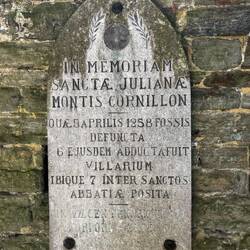 IN MEMORIAM
SANCTÆ JULIANÆ
MONTIS CORNILLON
QUÆ 5 APRILIS 1258 FOSSIS
DEFUNCTA
6 EJUSDEM ADDUCTA FUIT
VILLARIUM
IBIQUE 7 INTER SANCTOS
ABBATIÆ POSITA